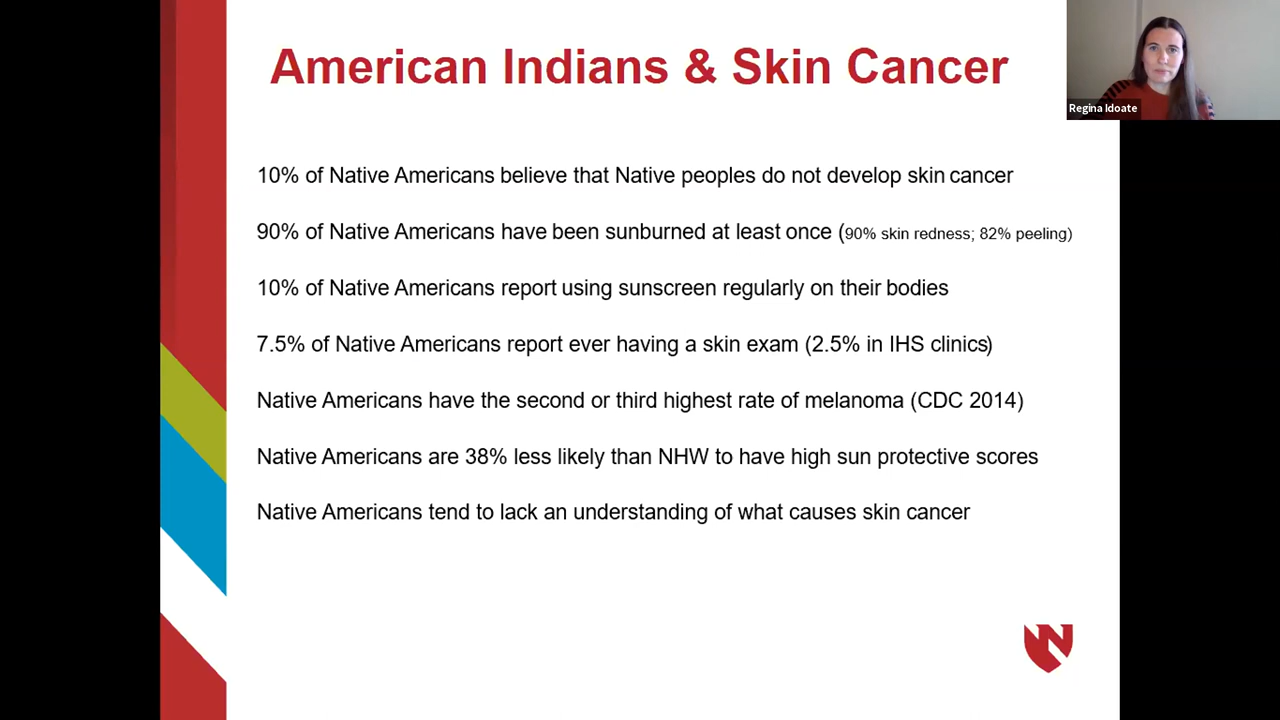 American Indians & Skin Cancer
Regina Idoate
10% of Native Americans believe that Native peoples do not develop skin cancer
90% of Native Americans have been sunburned at least once (90% skin redness; 82% peeling)
10% of Native Americans report using sunscreen regularly on their bodies
7.5% of Native Americans report ever having a skin exam (2.5% in IHS clinics)
Native Americans have the second or third highest rate of melanoma (CDC 2014)
Native Americans are 38% less likely than NHW to have high sun protective scores
Native Americans tend to lack an understanding of what causes skin cancer